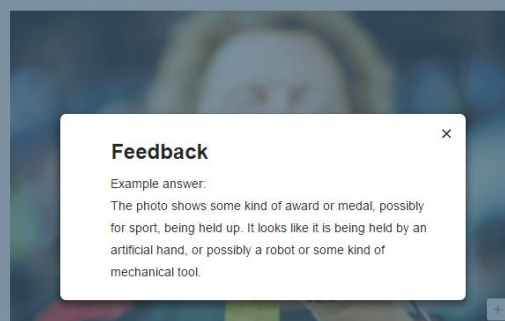 Feedback
Example answer:
The photo shows some kind of award or medal, possibly
for sport, being held up. It looks like it is being held by an
artificial hand, or possibly a robot or some kind of
mechanical tool.